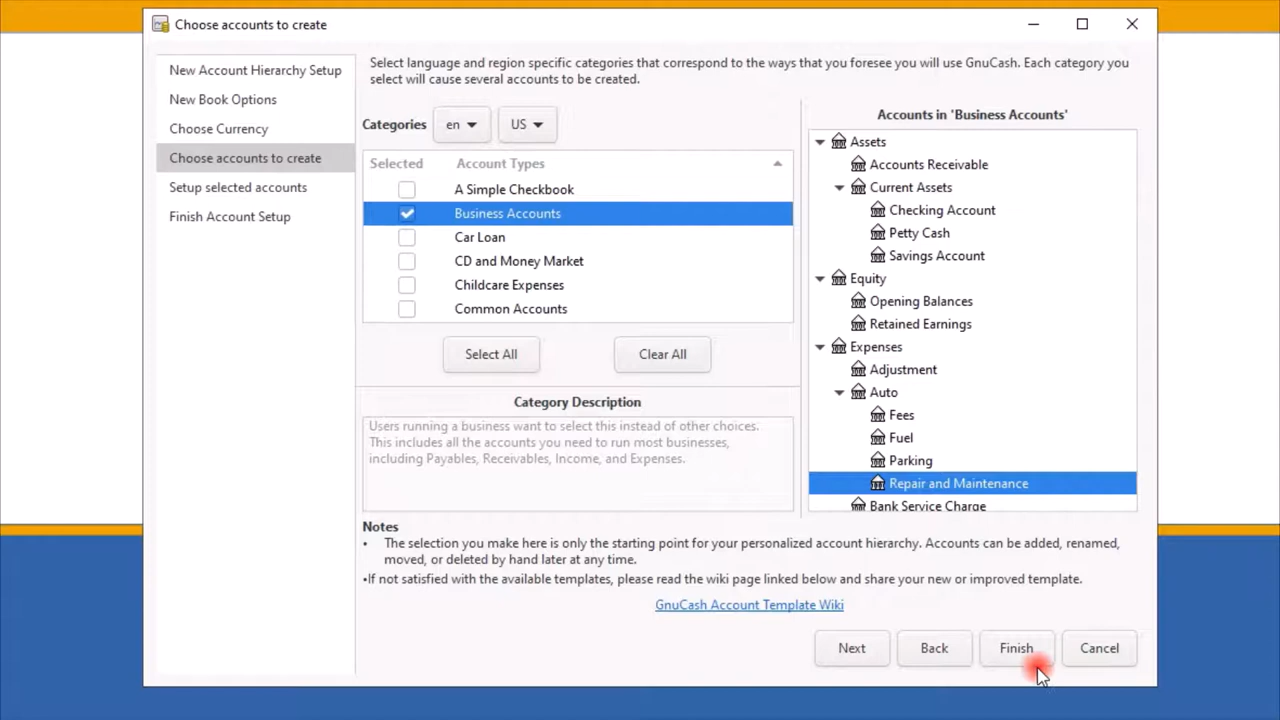 Choose accounts to create
New Account Hierarchy Setup
New Book Options
Choose Currency
Choose accounts to create
Setup selected accounts
Finish Account Setup
Select language and region specific categories that correspond to the ways that you foresee you will use GnuCash. Each category you
select will cause several accounts to be created.
Categories en US
Selected Account Types
A Simple Checkbook
Business Accounts
Car Loan
CD and Money Market
Childcare Expenses
Common Accounts
Select All Clear All
Category Description
Users running a business want to select this instead of other choices.
This includes all the accounts you need to run most businesses,
including Payables, Receivables, Income, and Expenses.
Accounts in 'Business Accounts'
Assets
Accounts Receivable
Current Assets
Checking Account
Petty Cash
Savings Account
Equity
Opening Balances
Retained Earnings
Expenses
Adjustment
Auto
Fees
Fuel
Parking
Repair and Maintenance
Bank Service Charge
Notes
• The selection you make here is only the starting point for your personalized account hierarchy. Accounts can be added, renamed,
moved, or deleted by hand later at any time.
•If not satisfied with the available templates, please read the wiki page linked below and share your new or improved template.
GnuCash Account Template Wiki
Next Back Finish Cancel